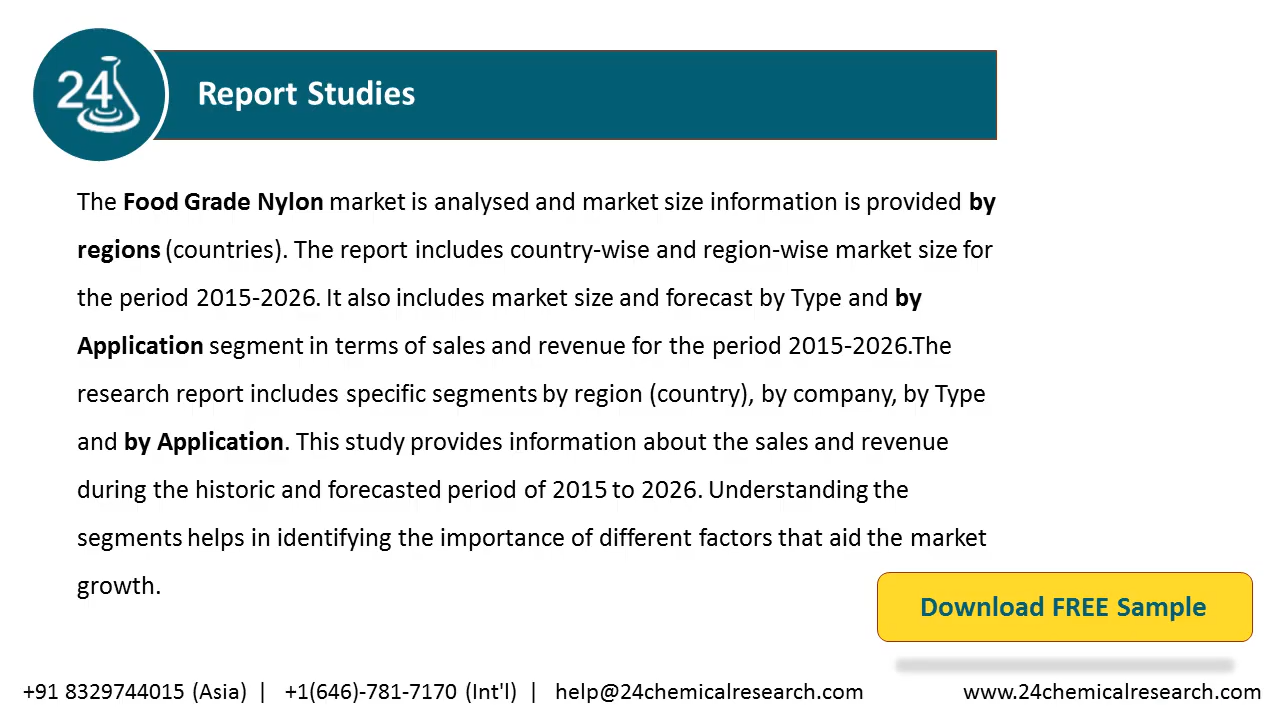 24
Report Studies
The Food Grade Nylon market is analysed and market size information is provided by
regions (countries). The report includes country-wise and region-wise market size for
the period 2015-2026. It also includes market size and forecast by Type and by
Application segment in terms of sales and revenue for the period 2015-2026.The
research report includes specific segments by region (country), by company, by Type
and by Application. This study provides information about the sales and revenue
during the historic and forecasted period of 2015 to 2026. Understanding the
segments helps in identifying the importance of different factors that aid the market
growth.
Download FREE Sample
+91 8329744015 (Asia) | +1(646)-781-7170 (Int'l) | help@24chemicalresearch.com www.24chemicalresearch.com